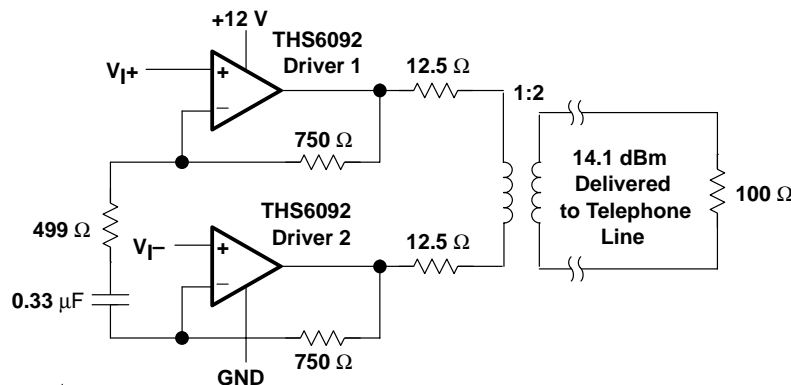 +12 V
THS6092
Driver 1
12.5 Ω
VI+
+
−
1:2
750 Ω
14.1 dBm
Delivered
to Telephone
Line
100 Ω
THS6092
Driver 2
499 Ω
12.5 Ω
VI−
+
−
0.33 μF
750 Ω
GND